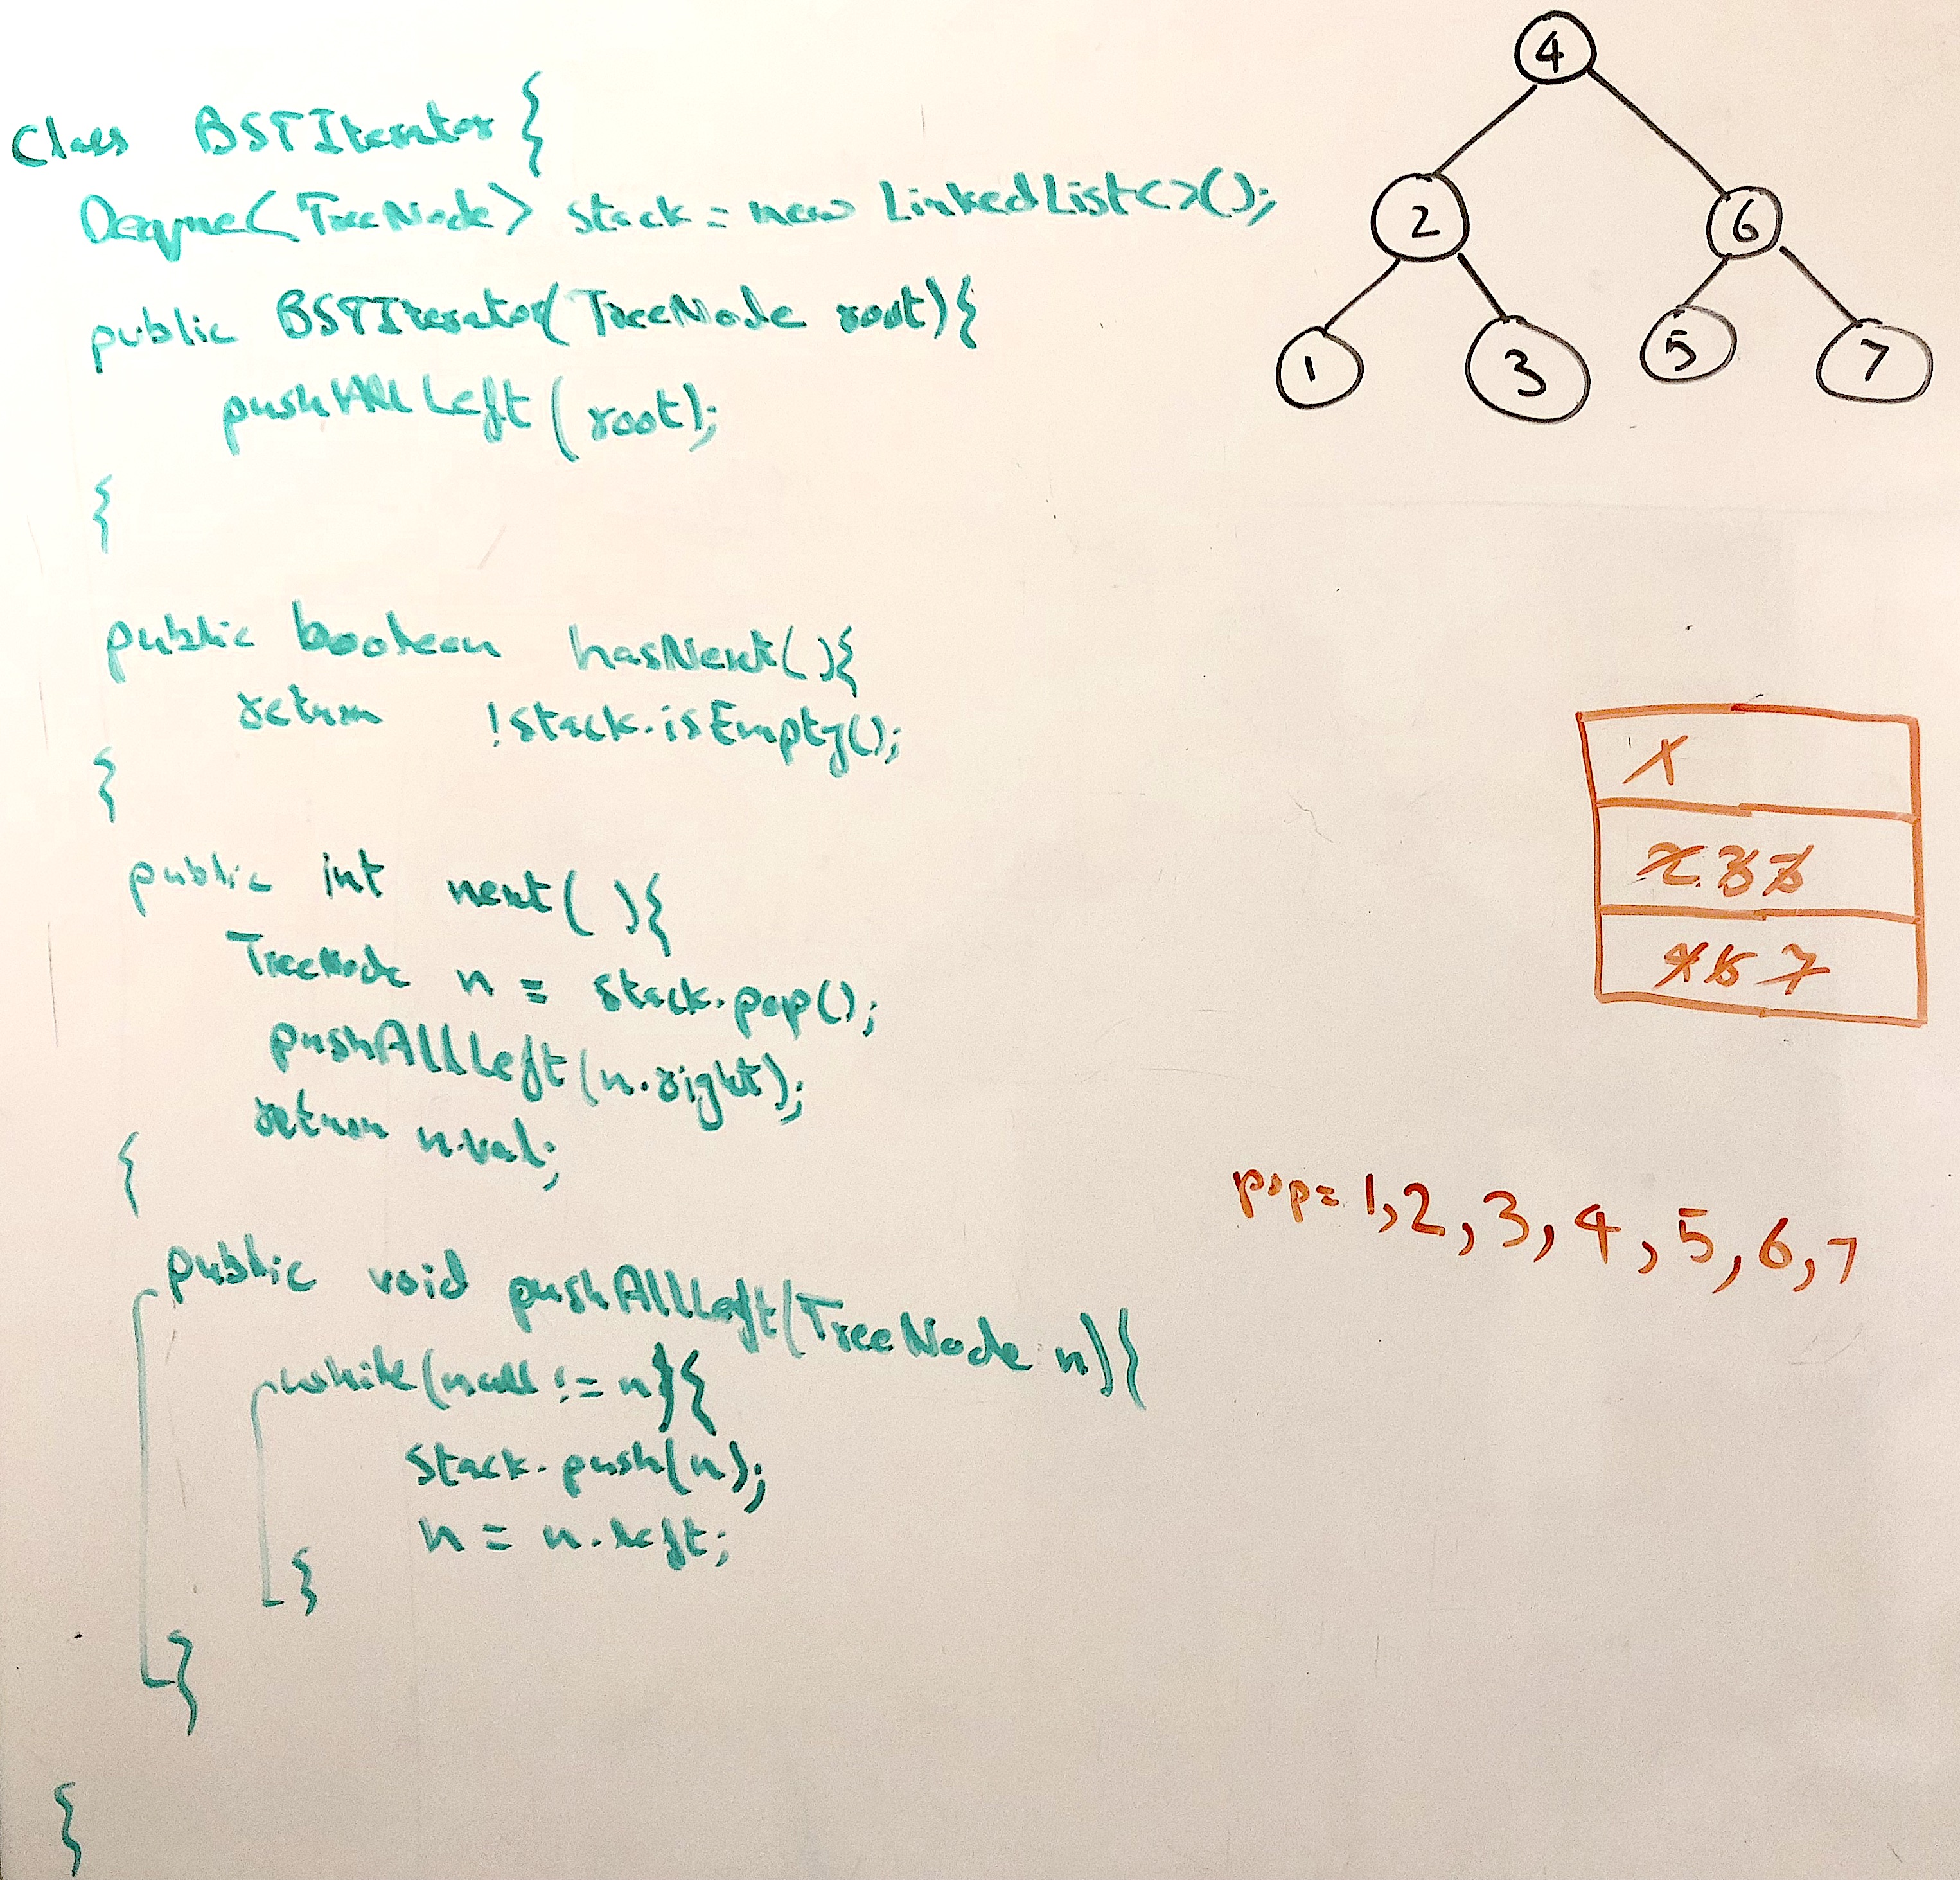 Class BSTIterator {
Deque<TreeNode> stack = new LinkedList<>();
public BSTIterator(TreeNode root){
pushAllLeft(root);
{
public boolean hasNext(){
return !stack.isEmpty();
{
public int next(){
TreeNode n = stack.pop();
pushAllLeft(n.right);
return n.val;
{
public void pushAllLeft(TreeNode n){
while(null != n){
stack.push(n);
n = n.left;
}
}
{
4
2 6
1 3 5 7
1
2 3 5
4 6 7
pop= 1,2,3,4,5,6,7